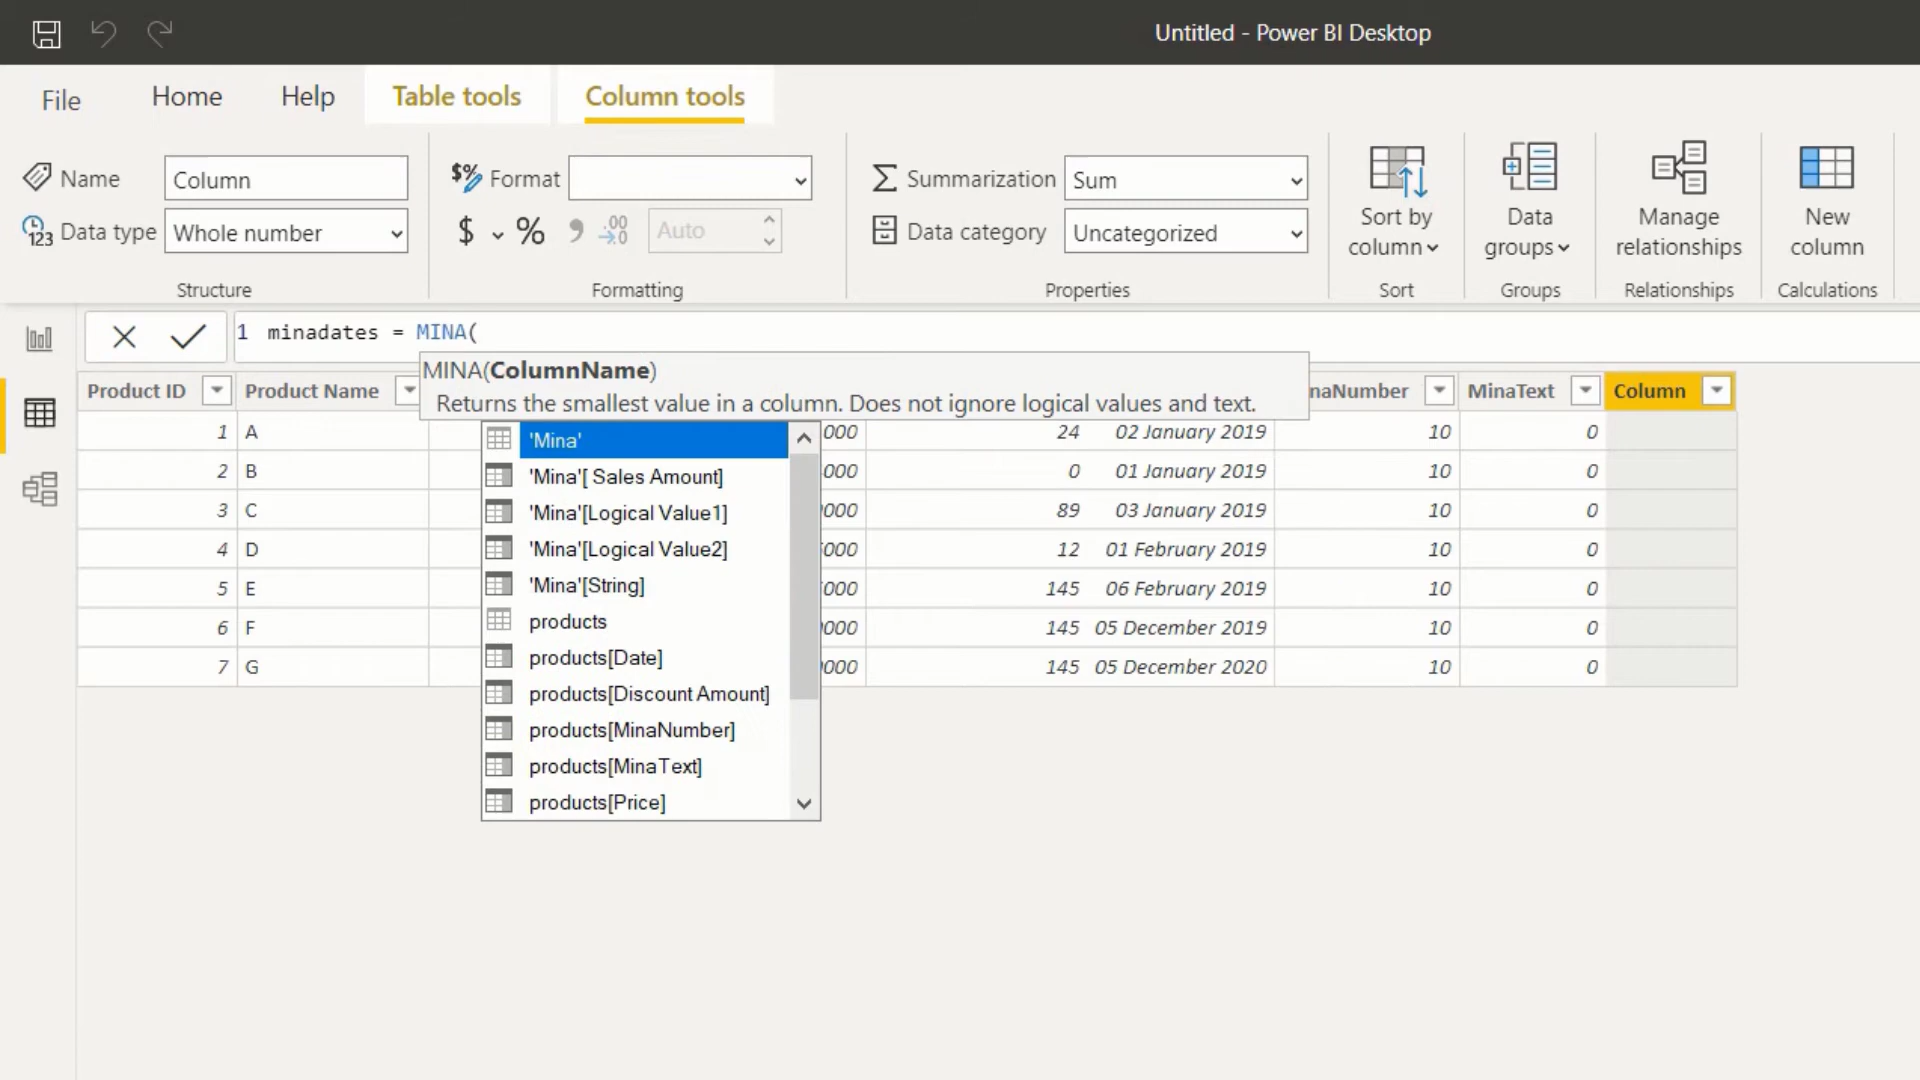 Untitled - Power BI Desktop
File Home Help Table tools Column tools
Name Column Format Summarization Sum Sort by column Data groups Manage relationships New column
Data type Whole number $ % Auto Data category Uncategorized
Structure Formatting Properties Sort Groups Relationships Calculations
1 minadates = MINA(
MINA(ColumnName)
Returns the smallest value in a column. Does not ignore logical values and text.
Product ID Product Name naNumber MinaText Column
1 A 000 24 02 January 2019 10 0
2 B 000 0 01 January 2019 10 0
3 C 000 89 03 January 2019 10 0
4 D 000 12 01 February 2019 10 0
5 E 000 145 06 February 2019 10 0
6 F 000 145 05 December 2019 10 0
7 G 000 145 05 December 2020 10 0
'Mina'
'Mina'[ Sales Amount]
'Mina'[Logical Value1]
'Mina'[Logical Value2]
'Mina'[String]
products
products[Date]
products[Discount Amount]
products[MinaNumber]
products[MinaText]
products[Price]